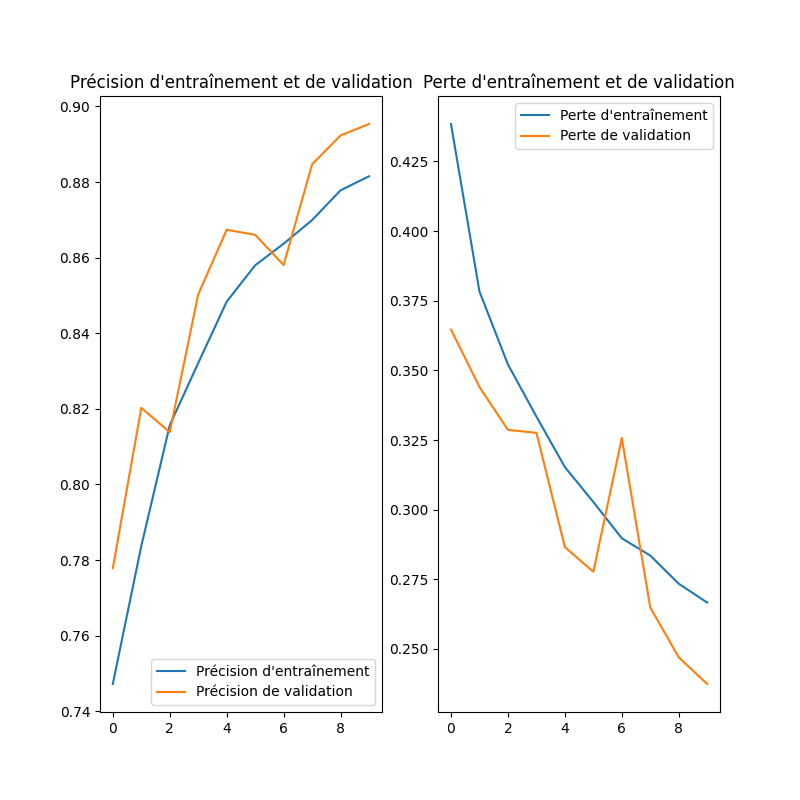 Précision d'entraînement et de validation
0.90
0.88
0.86
0.84
0.82
0.80
0.78
0.76
0.74
0 2 4 6 8
Précision d'entraînement
Précision de validation
Perte d'entraînement et de validation
Perte d'entraînement
Perte de validation
0.425
0.400
0.375
0.350
0.325
0.300
0.275
0.250
0 2 4 6 8